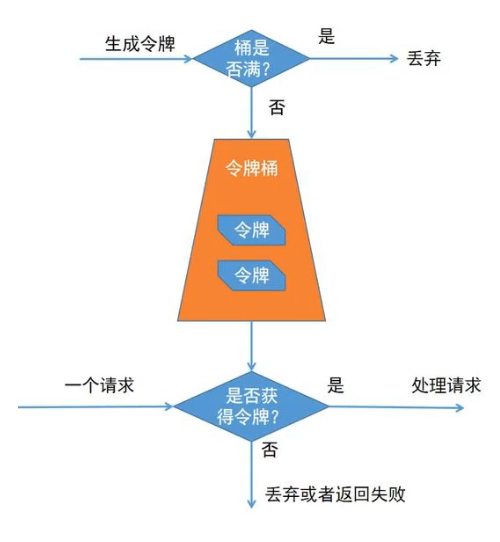 生成令牌
桶是
否满？
是
丢弃
否
令牌桶
令牌
令牌
一个请求
是否获
得令牌？
是
处理请求
否
丢弃或者返回失败